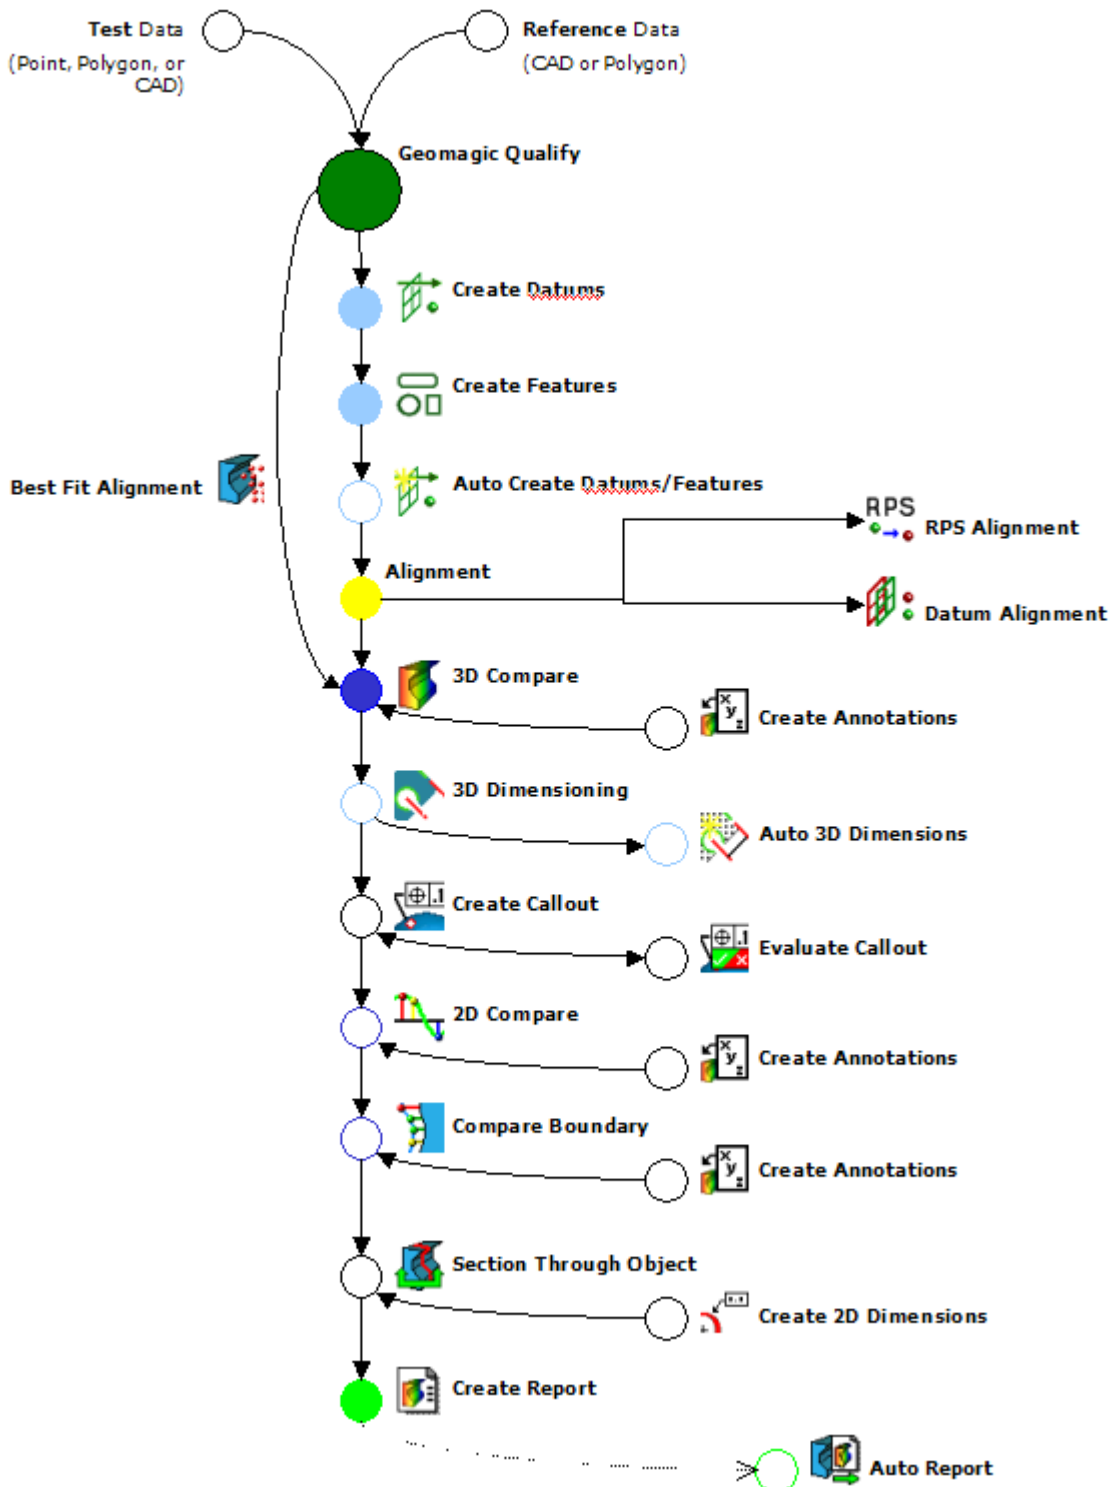 Test Data
(Point, Polygon, or
CAD)
Reference Data
(CAD or Polygon)
Geomagic Qualify
Create Datums
Create Features
Best Fit Alignment
Auto Create Datums/Features
RPS
RPS Alignment
Alignment
Datum Alignment
3D Compare
x
y
z
Create Annotations
3D Dimensioning
Auto 3D Dimensions
.1
Create Callout
.1
Evaluate Callout
2D Compare
x
y
z
Create Annotations
Compare Boundary
x
y
z
Create Annotations
Section Through Object
Create 2D Dimensions
Create Report
Auto Report